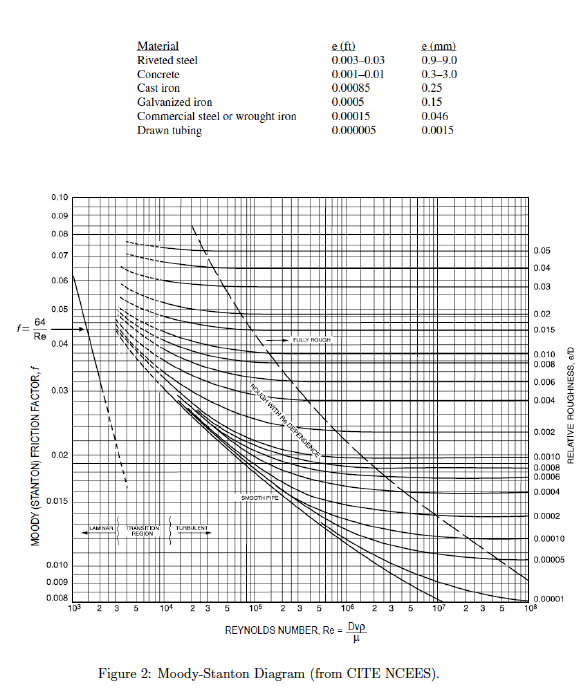 Material e (ft) e (mm)
Riveted steel 0.003–0.03 0.9–9.0
Concrete 0.001–0.01 0.3–3.0
Cast iron 0.00085 0.25
Galvanized iron 0.0005 0.15
Commercial steel or wrought iron 0.00015 0.046
Drawn tubing 0.000005 0.0015
MOODY (STANTON) FRICTION FACTOR, f
0.10
0.09
0.08
0.07
0.06
0.05
0.04
0.03
0.02
0.015
0.010
0.009
0.008
f = 64
Re
FULLY ROUGH
ROUGH WITH Re DEPENDENCE
SMOOTH PIPE
LAMINAR
TRANSITION
REGION
TURBULENT
0.05
0.04
0.03
0.02
0.015
0.010
0.008
0.006
0.004
0.002
0.0010
0.0008
0.0006
0.0004
0.0002
0.00010
0.00005
0.00001
RELATIVE ROUGHNESS, e/D
10³ 2 3 5 10⁴ 2 3 5 10⁵ 2 3 5 10⁶ 2 3 5 10⁷ 2 3 5 10⁸
REYNOLDS NUMBER, Re = Dvρ
μ
Figure 2: Moody-Stanton Diagram (from CITE NCEES).